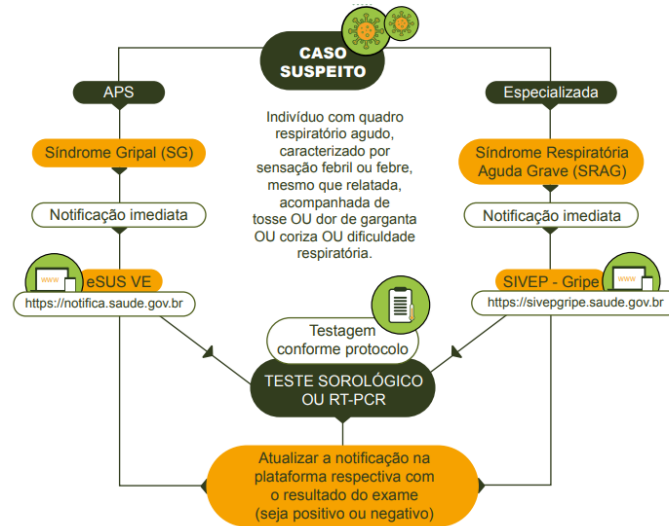 CASO
SUSPEITO
APS
Especializada
Indivíduo com quadro
respiratório agudo,
caracterizado por
sensação febril ou febre,
mesmo que relatada,
acompanhada de
tosse OU dor de garganta
OU coriza OU dificuldade
respiratória.
Síndrome Gripal (SG)
Síndrome Respiratória
Aguda Grave (SRAG)
Notificação imediata
Notificação imediata
www
eSUS VE
https://notifica.saude.gov.br
SIVEP - Gripe
www
https://sivepgripe.saude.gov.br
Testagem
conforme protocolo
TESTE SOROLÓGICO
OU RT-PCR
Atualizar a notificação na
plataforma respectiva com
o resultado do exame
(seja positivo ou negativo)